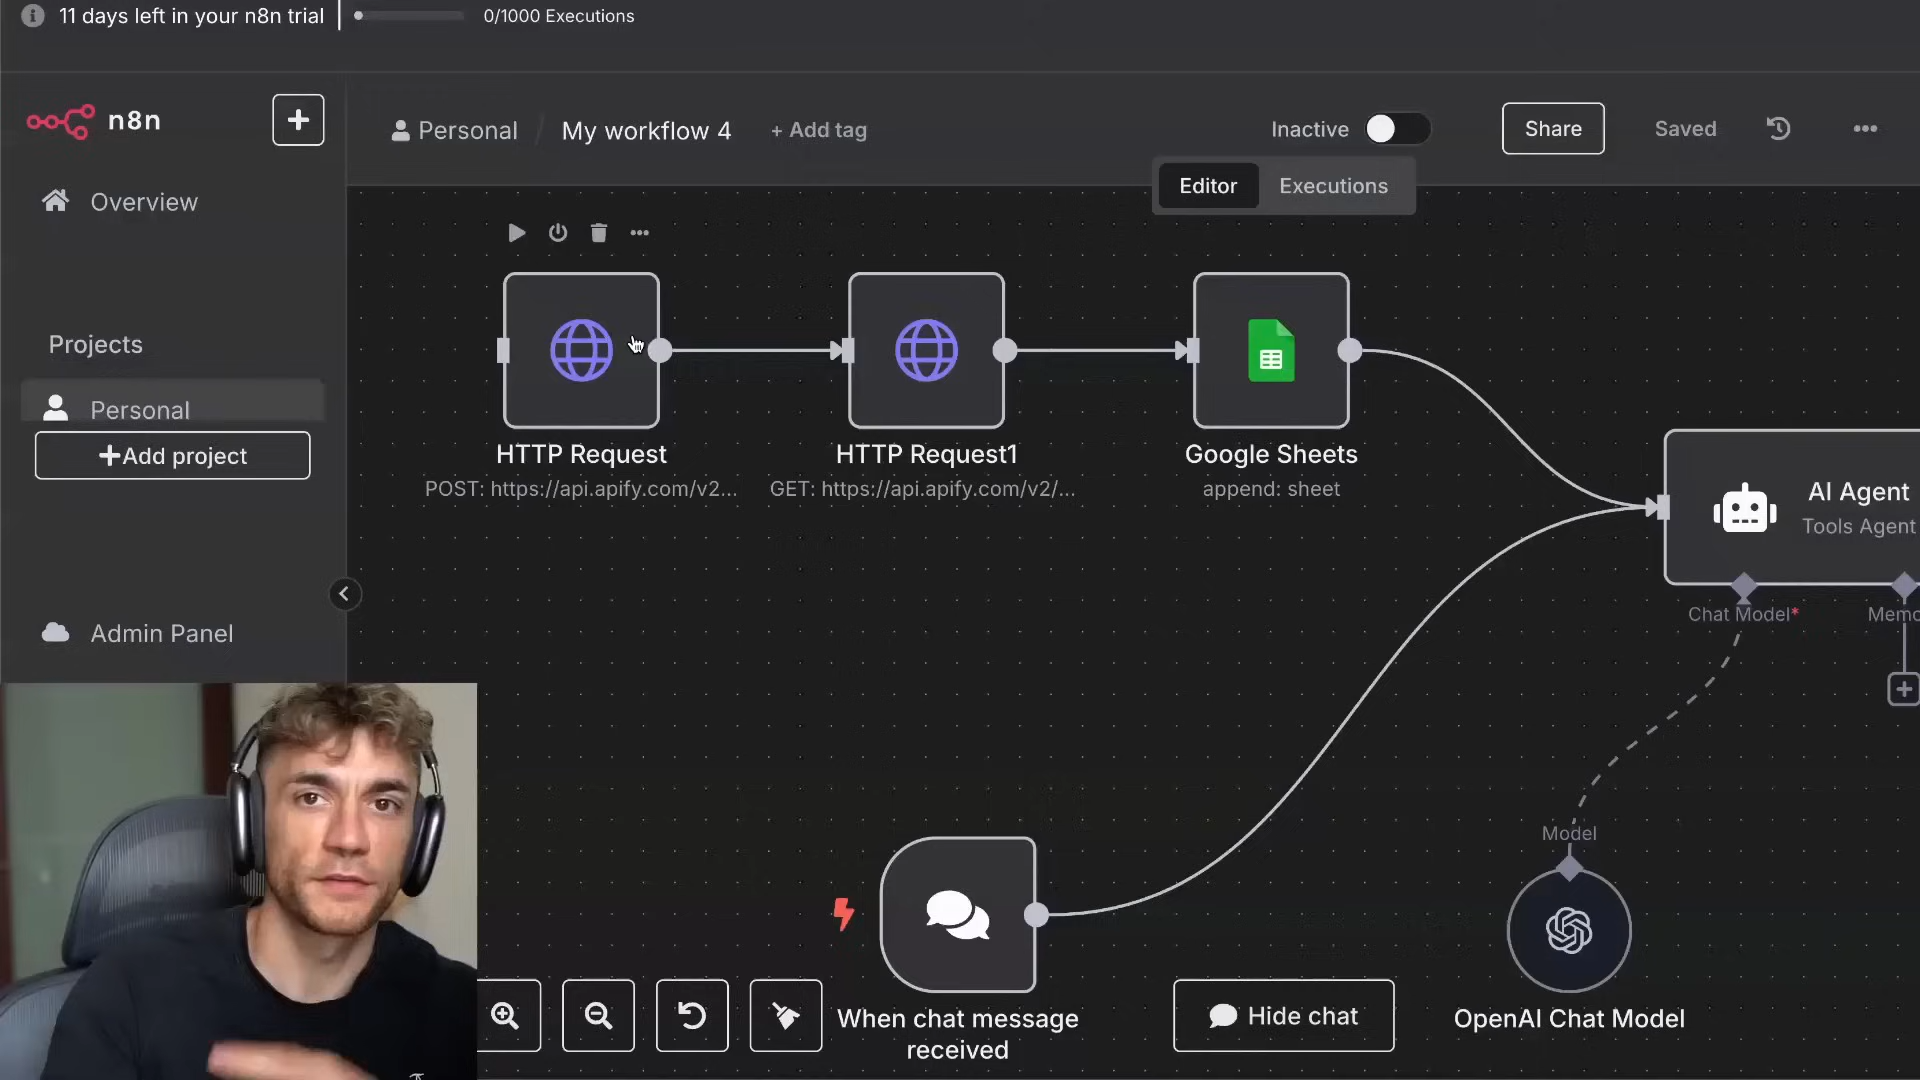 11 days left in your n8n trial
0/1000 Executions
n8n
Personal / My workflow 4 + Add tag
Inactive
Share
Saved
Editor
Executions
Overview
Projects
Personal
+Add project
Admin Panel
HTTP Request
POST: https://api.apify.com/v2...
HTTP Request1
GET: https://api.apify.com/v2/...
Google Sheets
append: sheet
AI Agent
Tools Agent
Chat Model*
Memo
Model
OpenAI Chat Model
When chat message
received
Hide chat